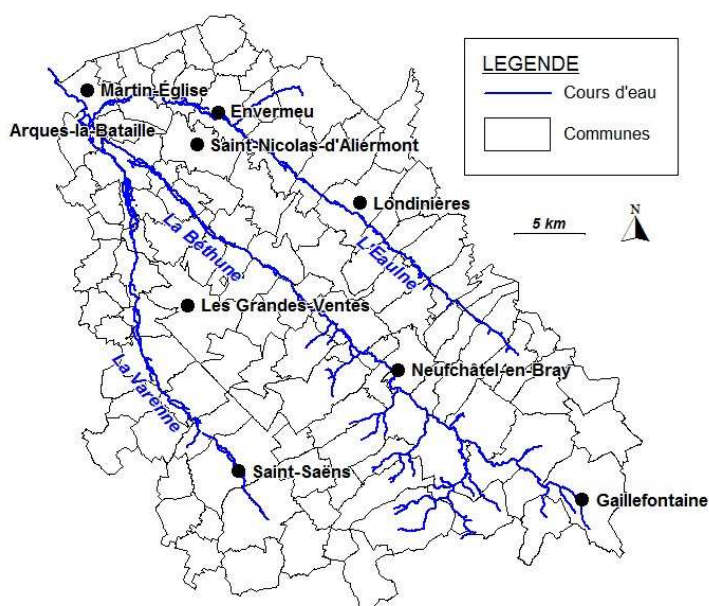 LEGENDE
Cours d'eau
Communes
Martin-Église
Envermeu
Arques-la-Bataille
Saint-Nicolas-d'Aliermont
Londinières
5 km
N
La Béthune
L'Eaulne
Les Grandes-Ventes
La Varenne
Neufchâtel-en-Bray
Saint-Saëns
Gaillefontaine